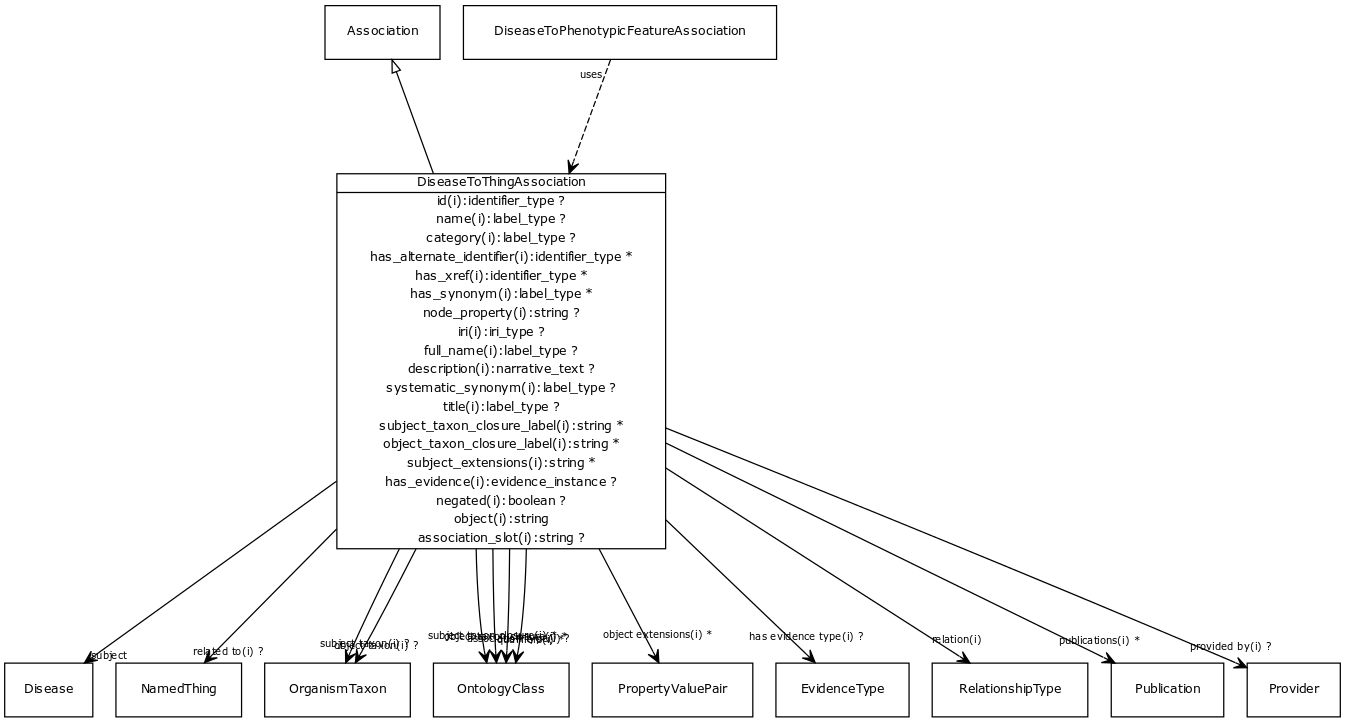 Association
DiseaseToPhenotypicFeatureAssociation
uses
DiseaseToThingAssociation
id(i):identifier_type ?
name(i):label_type ?
category(i):label_type ?
has_alternate_identifier(i):identifier_type *
has_xref(i):identifier_type *
has_synonym(i):label_type *
node_property(i):string ?
iri(i):iri_type ?
full_name(i):label_type ?
description(i):narrative_text ?
systematic_synonym(i):label_type ?
title(i):label_type ?
subject_taxon_closure_label(i):string *
object_taxon_closure_label(i):string *
subject_extensions(i):string *
has_evidence(i):evidence_instance ?
negated(i):boolean ?
object(i):string
association_slot(i):string ?
subject
related to(i) ?
subject taxon(i) ?
object taxon(i) ?
object extensions(i) *
has evidence type(i) ?
relation(i)
publications(i) *
provided by(i) ?
Disease
NamedThing
OrganismTaxon
OntologyClass
PropertyValuePair
EvidenceType
RelationshipType
Publication
Provider